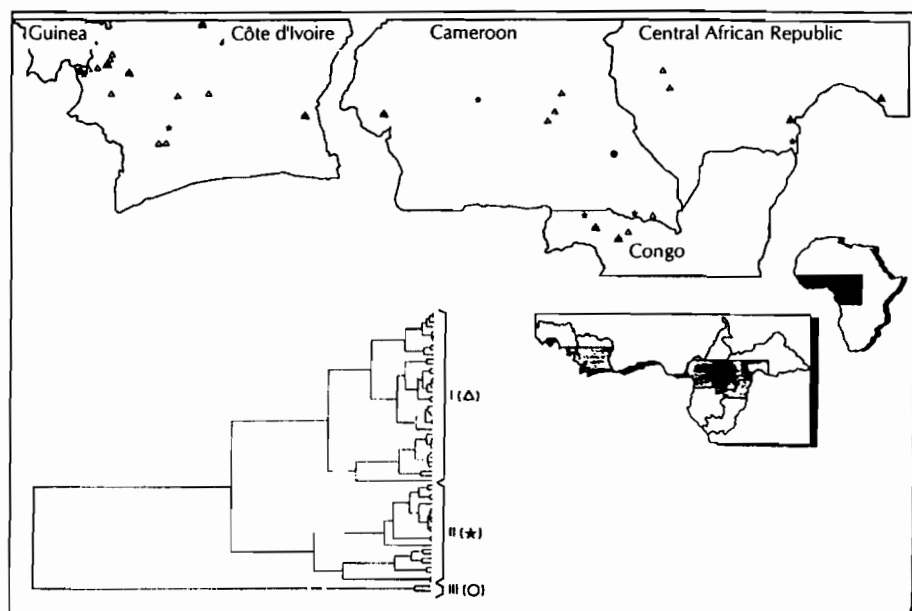 Guinea
Côte d'Ivoire
Cameroon
Central African Republic
Congo
I (△)
II (★)
III (○)